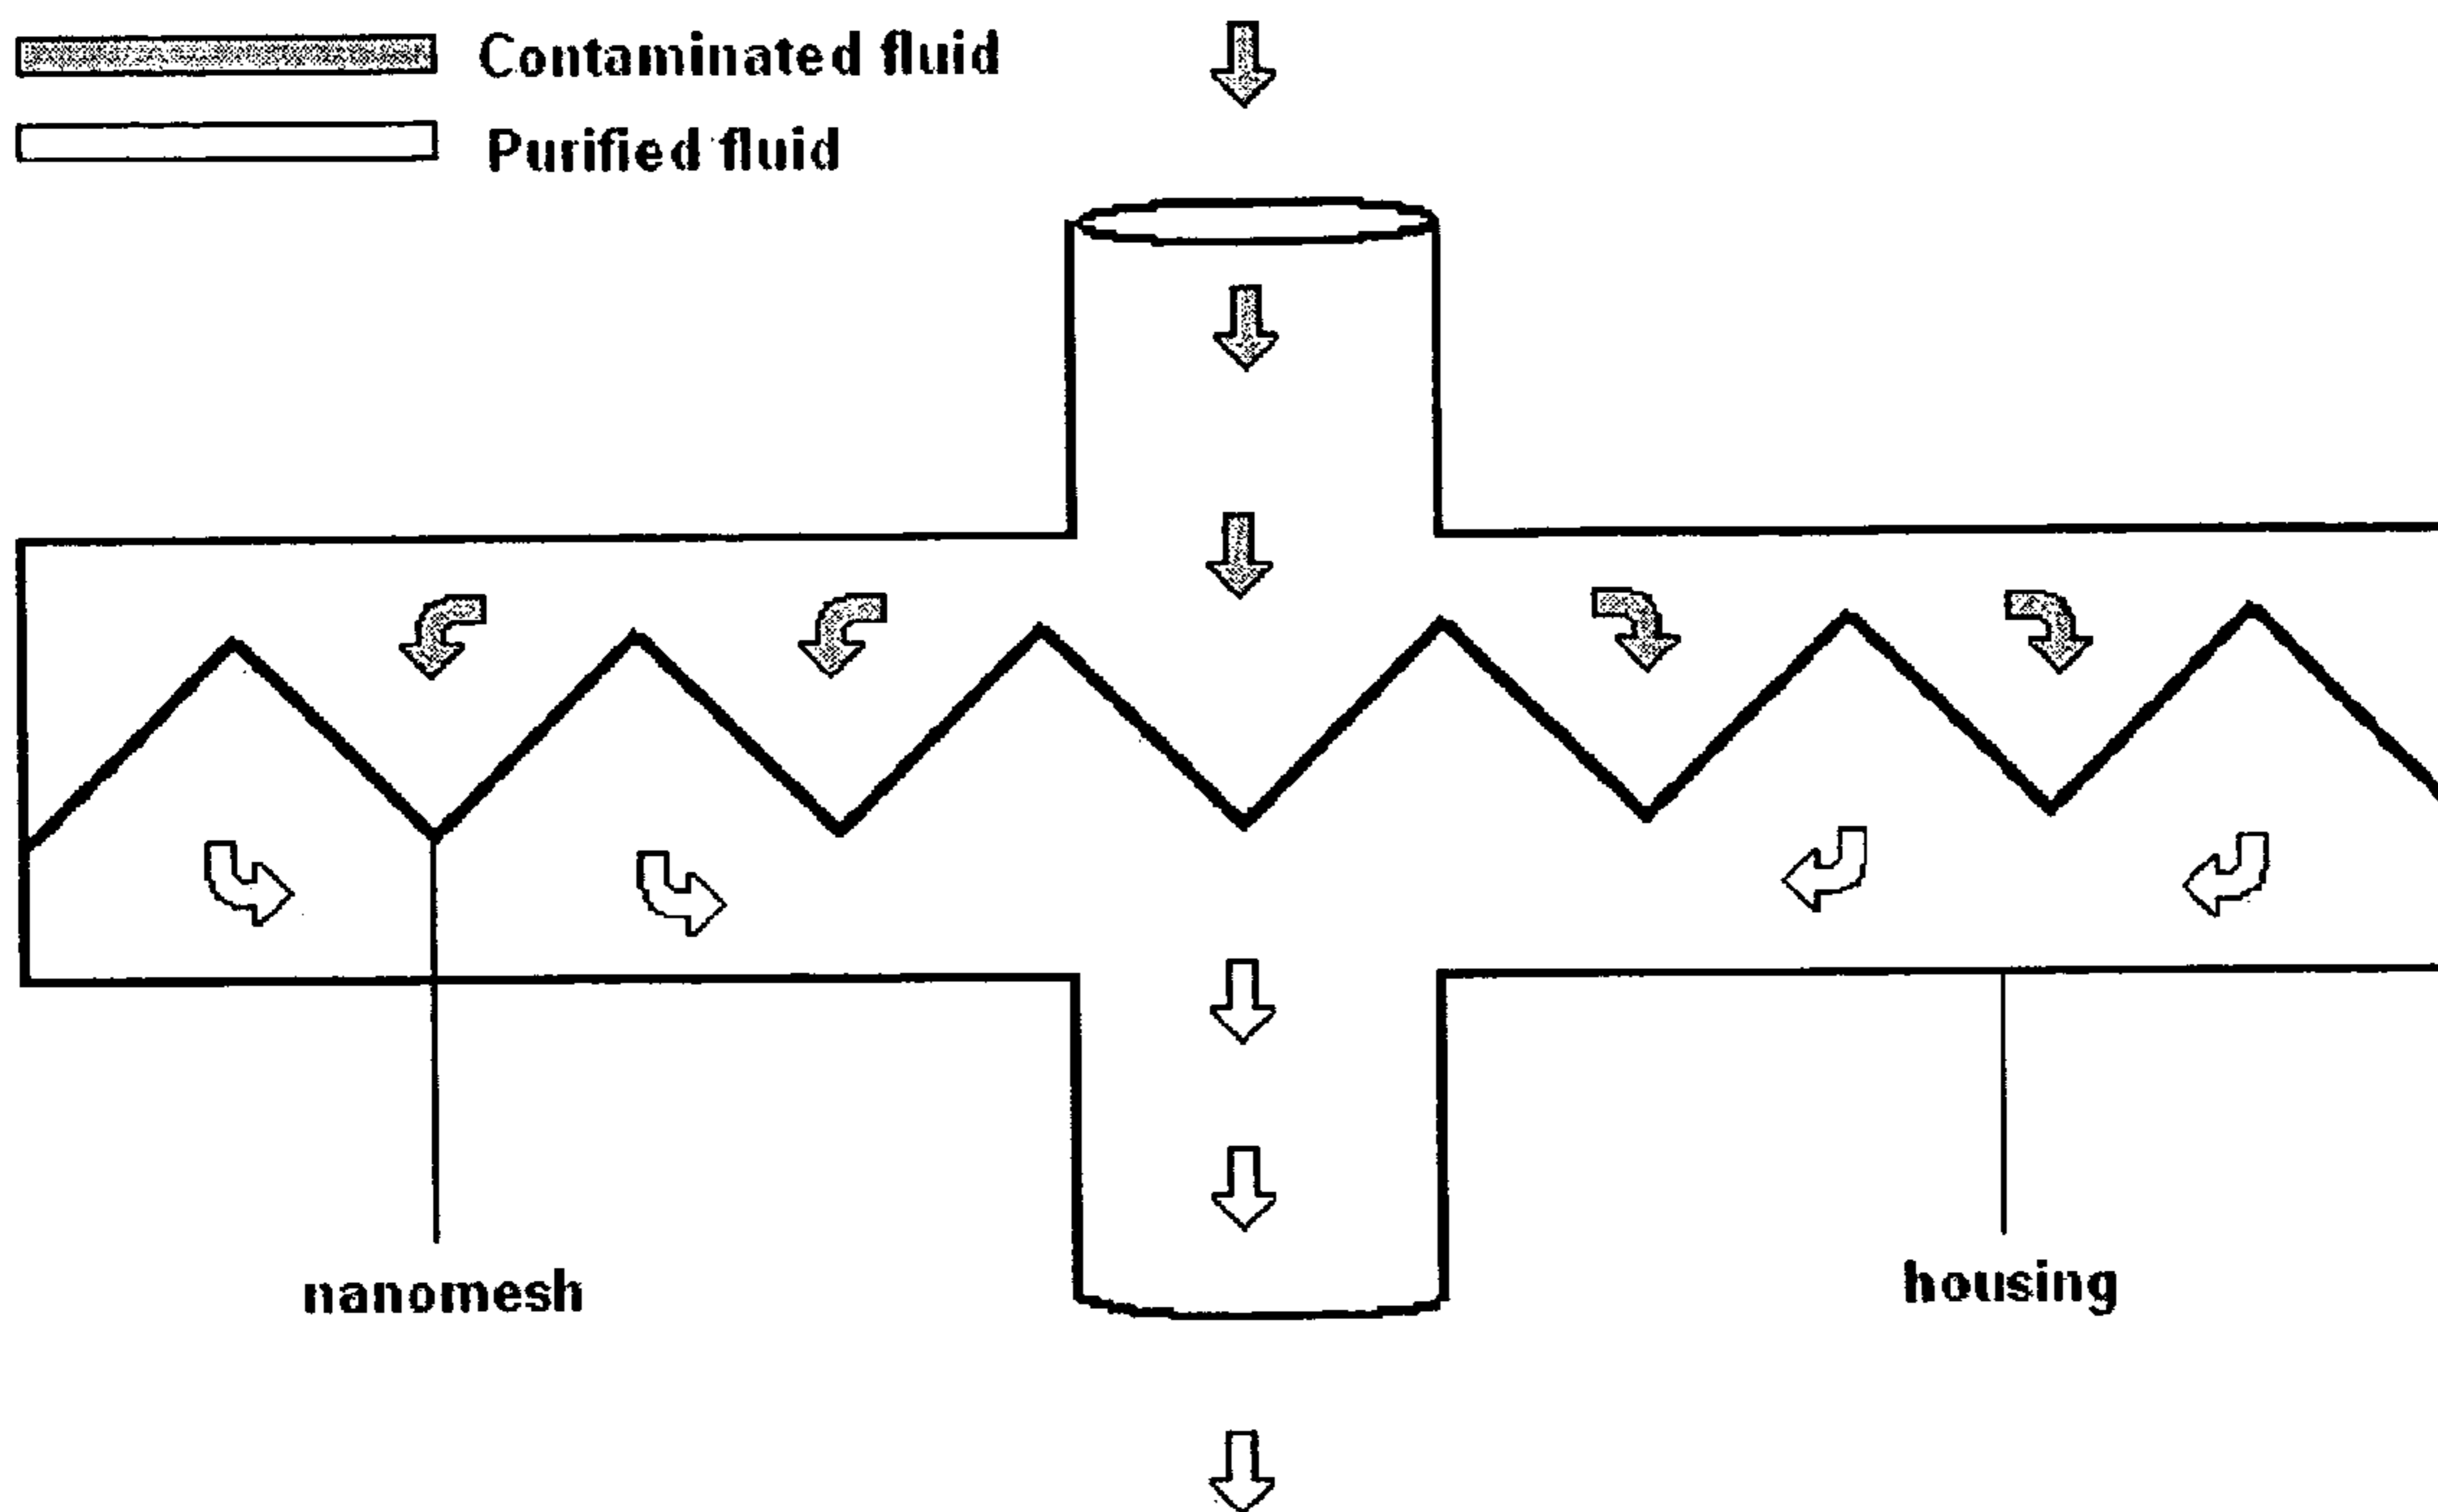 Contaminated fluid
Purified fluid
nanomesh
housing